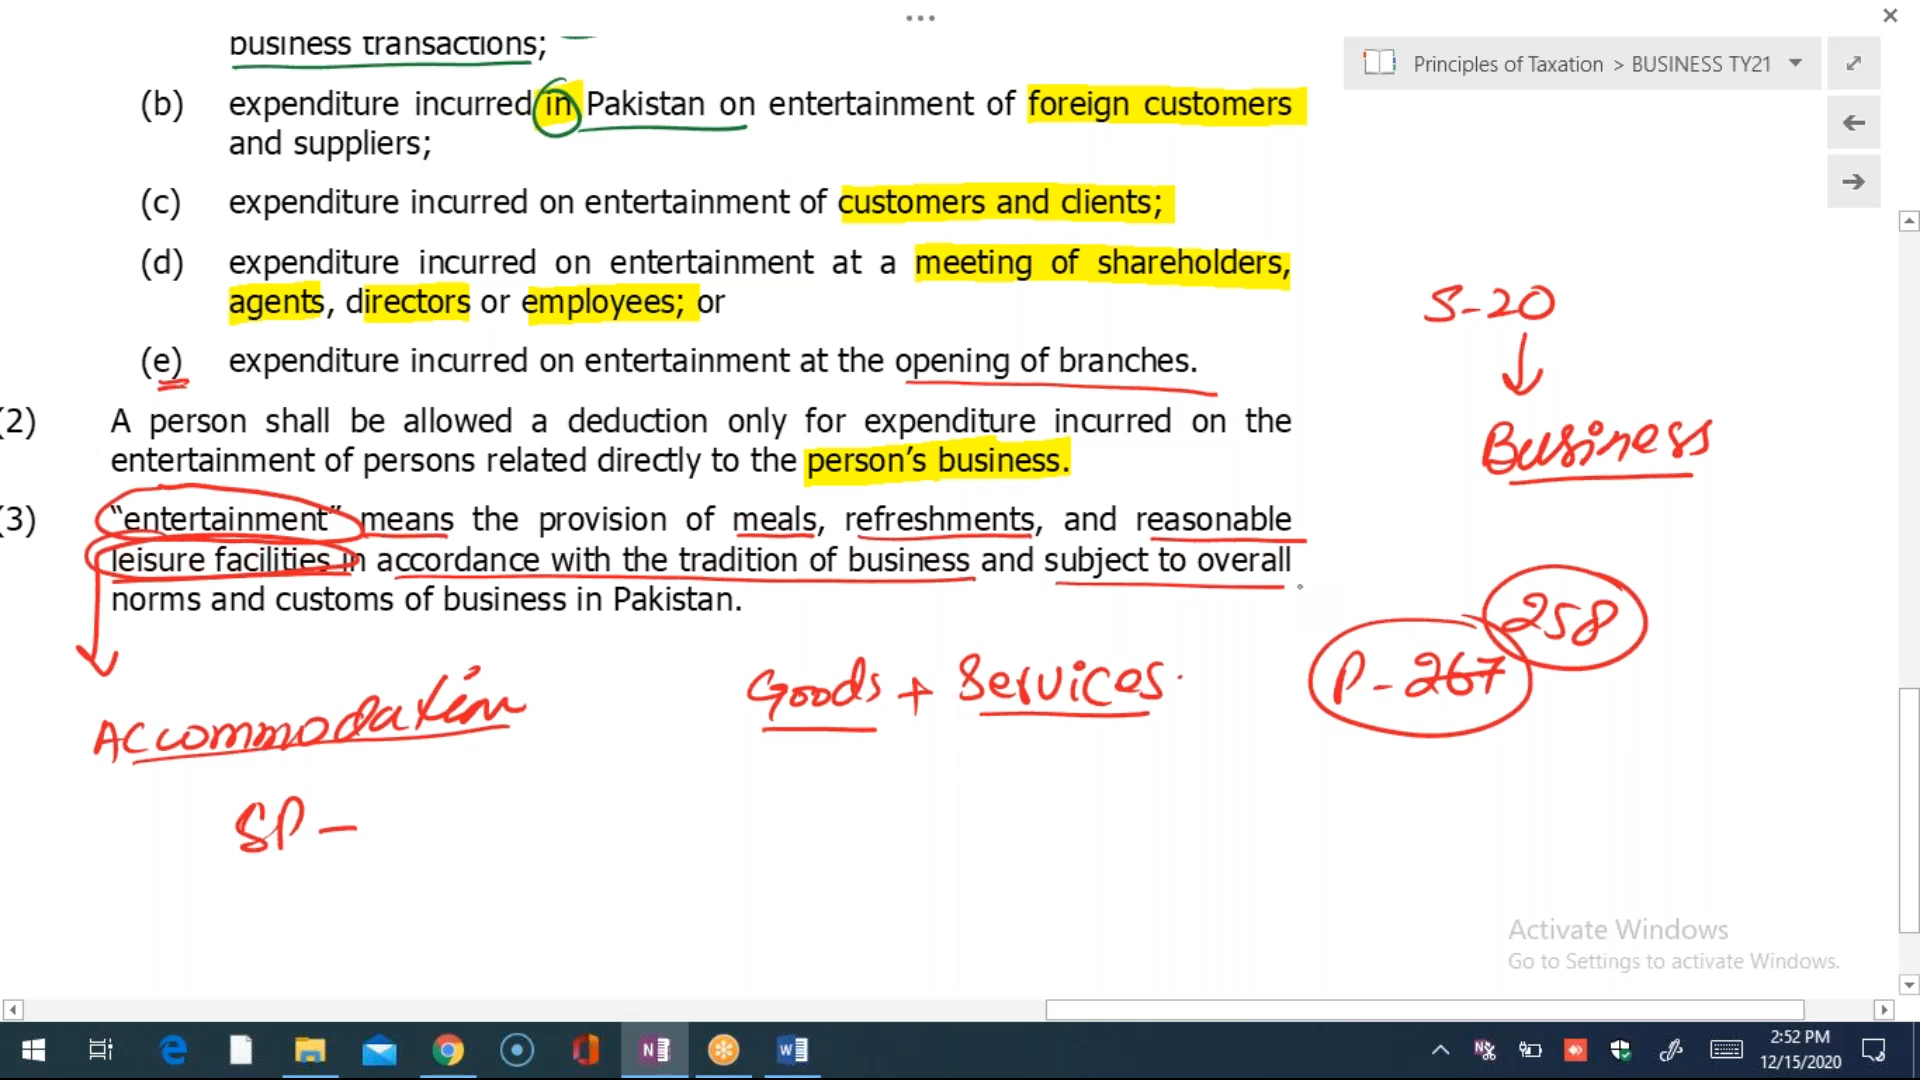 business transactions;
Principles of Taxation > BUSINESS TY21
(b) expenditure incurred in Pakistan on entertainment of foreign customers
and suppliers;
(c) expenditure incurred on entertainment of customers and clients;
(d) expenditure incurred on entertainment at a meeting of shareholders,
agents, directors or employees; or
S-20
(e) expenditure incurred on entertainment at the opening of branches.
(2) A person shall be allowed a deduction only for expenditure incurred on the
Business
entertainment of persons related directly to the person's business.
(3) "entertainment" means the provision of meals, refreshments, and reasonable
leisure facilities in accordance with the tradition of business and subject to overall
norms and customs of business in Pakistan.
258
P-267
Goods + Services.
Accommodation
SP -
Activate Windows
Go to Settings to activate Windows.
2:52 PM
12/15/2020